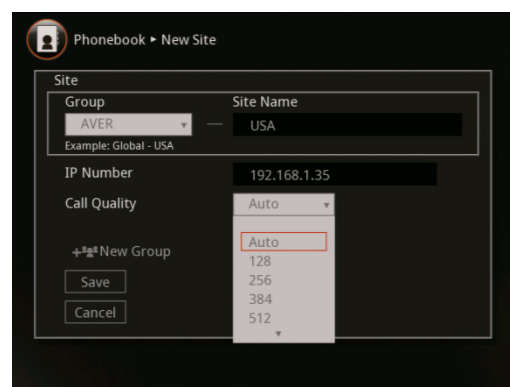 Phonebook ▸ New Site
Site
Group Site Name
AVER — USA
Example: Global - USA
IP Number 192.168.1.35
Call Quality Auto
Auto
128
+New Group
256
Save
384
512
Cancel